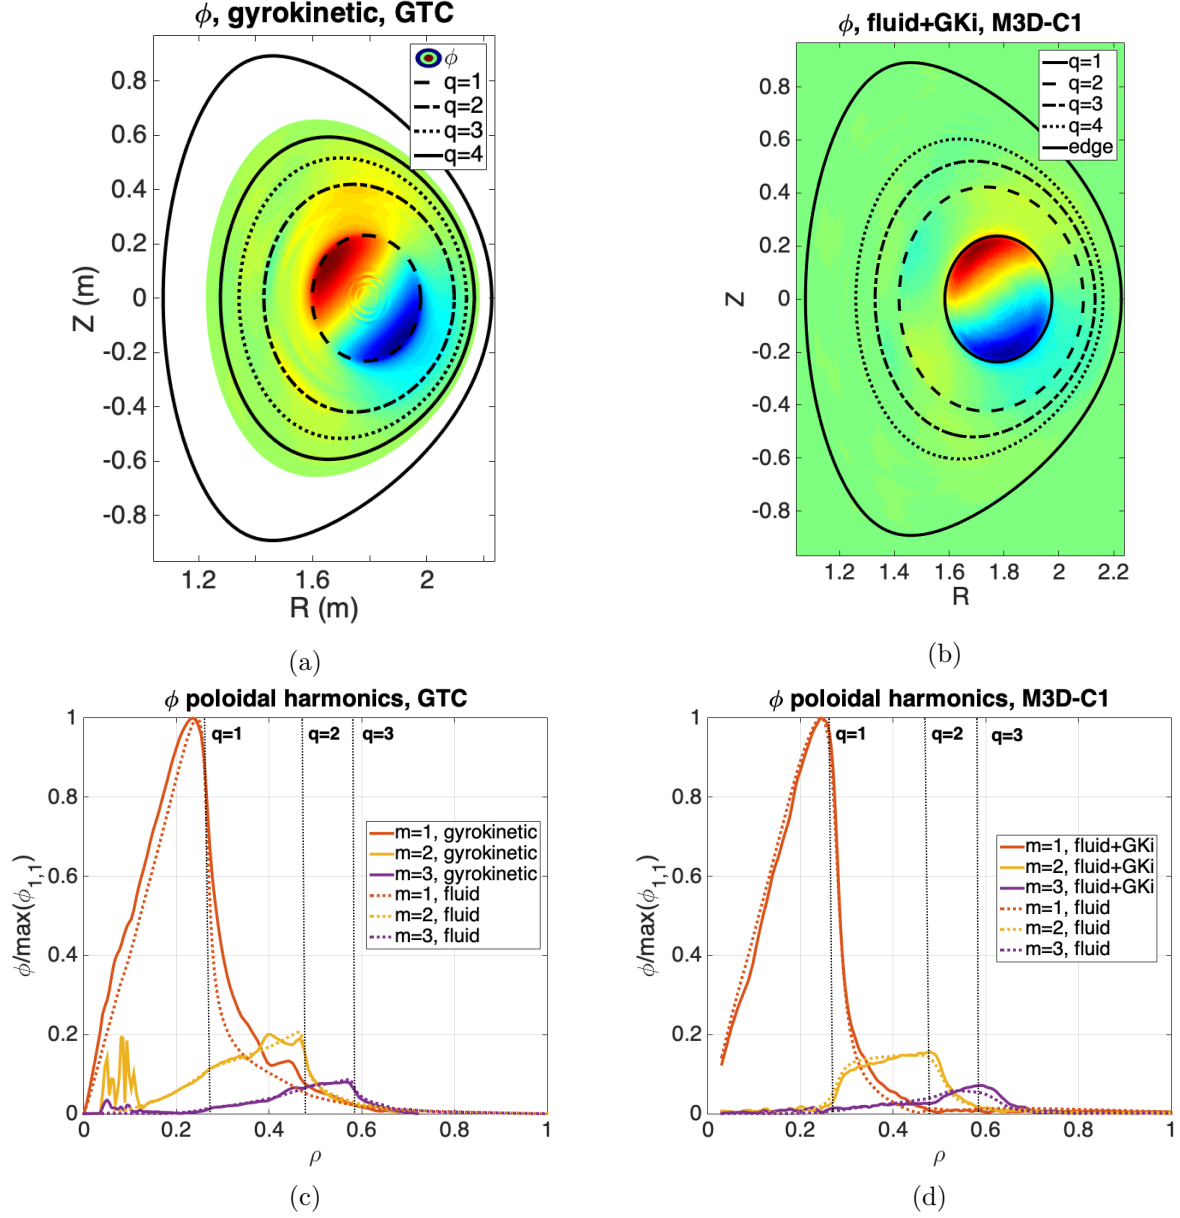 ϕ, gyrokinetic, GTC
ϕ
q=1
q=2
q=3
q=4
0.8
0.6
0.4
0.2
0
-0.2
-0.4
-0.6
-0.8
Z (m)
1.2
1.6
2
R (m)
(a)
ϕ, fluid+GKi, M3D-C1
q=1
q=2
q=3
q=4
edge
0.8
0.6
0.4
0.2
0
-0.2
-0.4
-0.6
-0.8
Z
1.2
1.4
1.6
1.8
2
2.2
R
(b)
ϕ poloidal harmonics, GTC
q=1
q=2
q=3
m=1, gyrokinetic
m=2, gyrokinetic
m=3, gyrokinetic
m=1, fluid
m=2, fluid
m=3, fluid
1
0.8
0.6
0.4
0.2
0
ϕ/max(ϕ1,1)
0
0.2
0.4
0.6
0.8
1
ρ
(c)
ϕ poloidal harmonics, M3D-C1
q=1
q=2
q=3
m=1, fluid+GKi
m=2, fluid+GKi
m=3, fluid+GKi
m=1, fluid
m=2, fluid
m=3, fluid
1
0.8
0.6
0.4
0.2
0
ϕ/max(ϕ1,1)
0
0.2
0.4
0.6
0.8
1
ρ
(d)